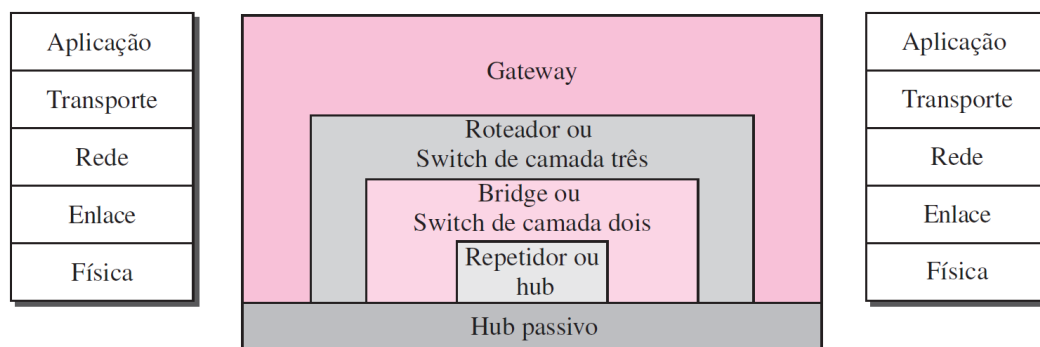 Aplicação
Transporte
Rede
Enlace
Física
Gateway
Roteador ou
Switch de camada três
Bridge ou
Switch de camada dois
Repetidor ou
hub
Hub passivo
Aplicação
Transporte
Rede
Enlace
Física